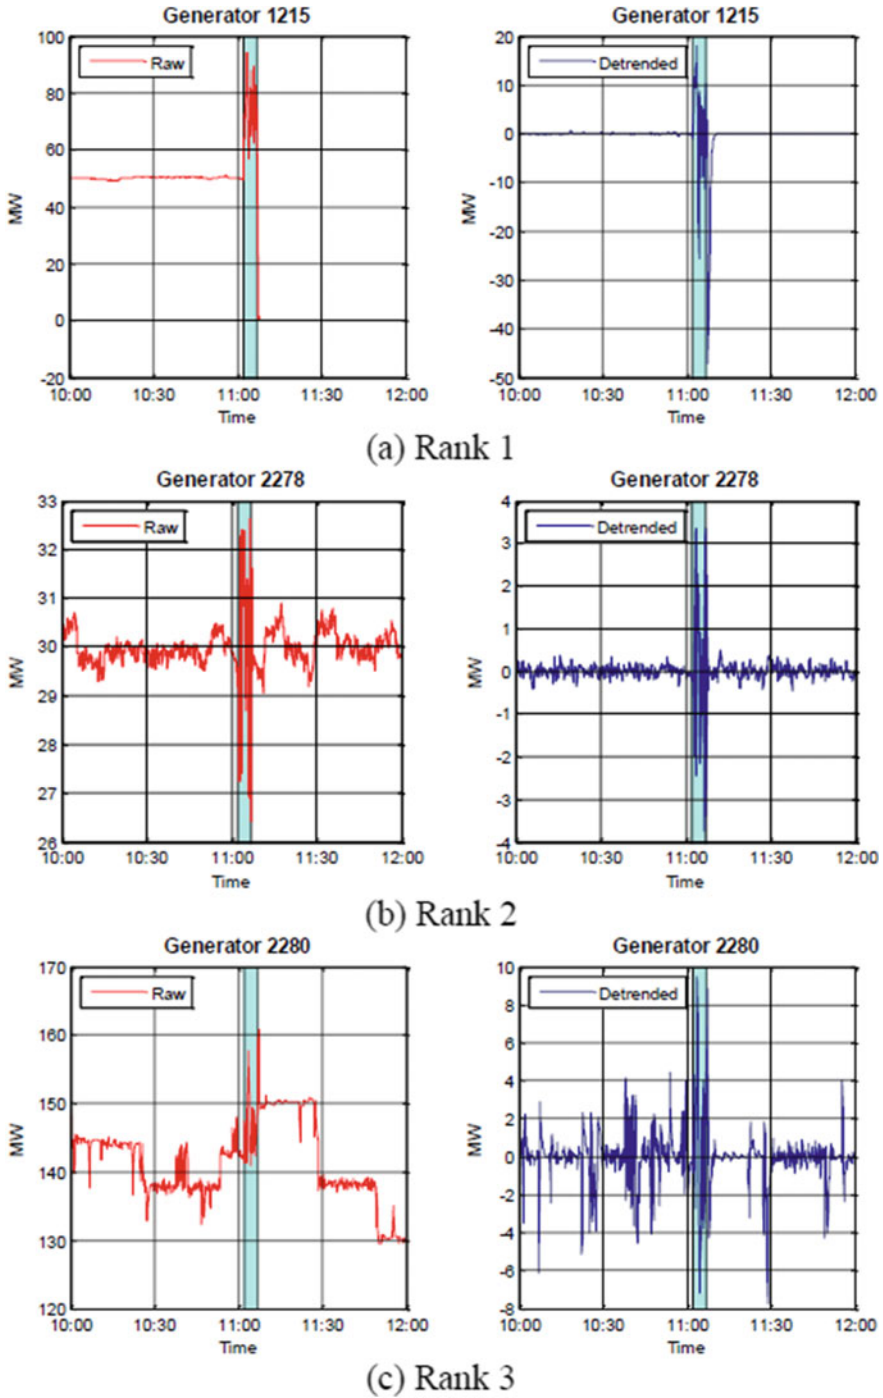 Generator 1215
Generator 1215
100
80
60
40
20
0
-20
MW
Raw
10:00 10:30 11:00 11:30 12:00
Time
20
10
0
-10
-20
-30
-40
-50
MW
Detrended
10:00 10:30 11:00 11:30 12:00
Time
(a) Rank 1
Generator 2278
Generator 2278
33
32
31
30
29
28
27
26
MW
Raw
10:00 10:30 11:00 11:30 12:00
Time
4
3
2
1
0
-1
-2
-3
-4
MW
Detrended
10:00 10:30 11:00 11:30 12:00
Time
(b) Rank 2
Generator 2280
Generator 2280
170
160
150
140
130
120
MW
Raw
10:00 10:30 11:00 11:30 12:00
Time
10
8
6
4
2
0
-2
-4
-6
-8
MW
Detrended
10:00 10:30 11:00 11:30 12:00
Time
(c) Rank 3